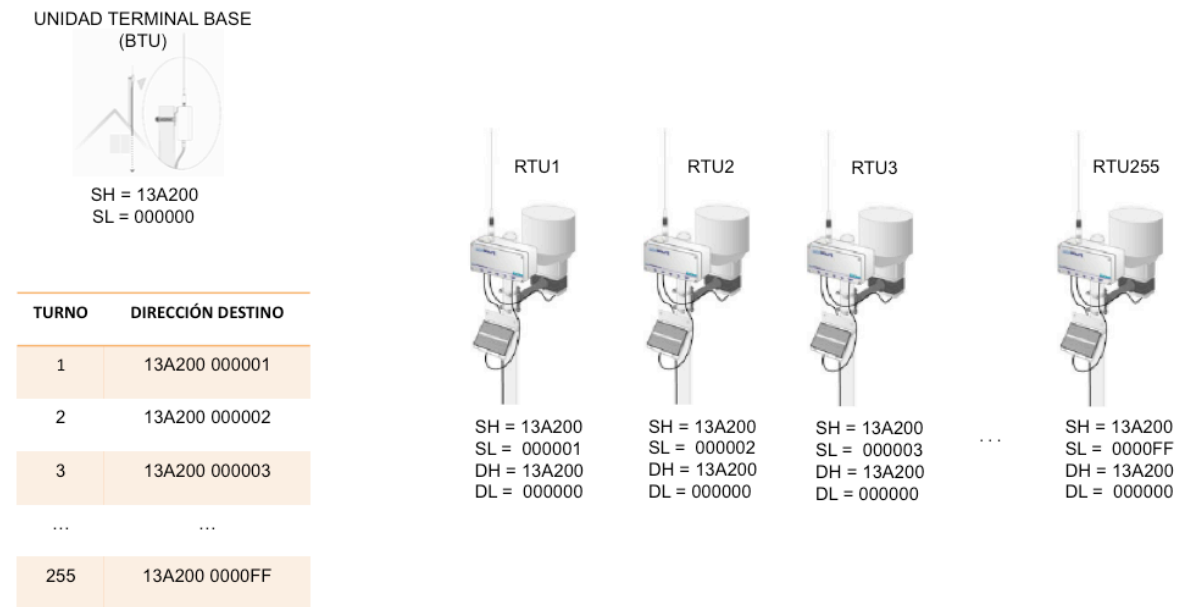 UNIDAD TERMINAL BASE
(BTU)
SH = 13A200
SL = 000000
TURNO DIRECCIÓN DESTINO
1 13A200 000001
2 13A200 000002
3 13A200 000003
... ...
255 13A200 0000FF
RTU1
SH = 13A200
SL = 000001
DH = 13A200
DL = 000000
RTU2
SH = 13A200
SL = 000002
DH = 13A200
DL = 000000
RTU3
SH = 13A200
SL = 000003
DH = 13A200
DL = 000000
. . .
RTU255
SH = 13A200
SL = 0000FF
DH = 13A200
DL = 000000